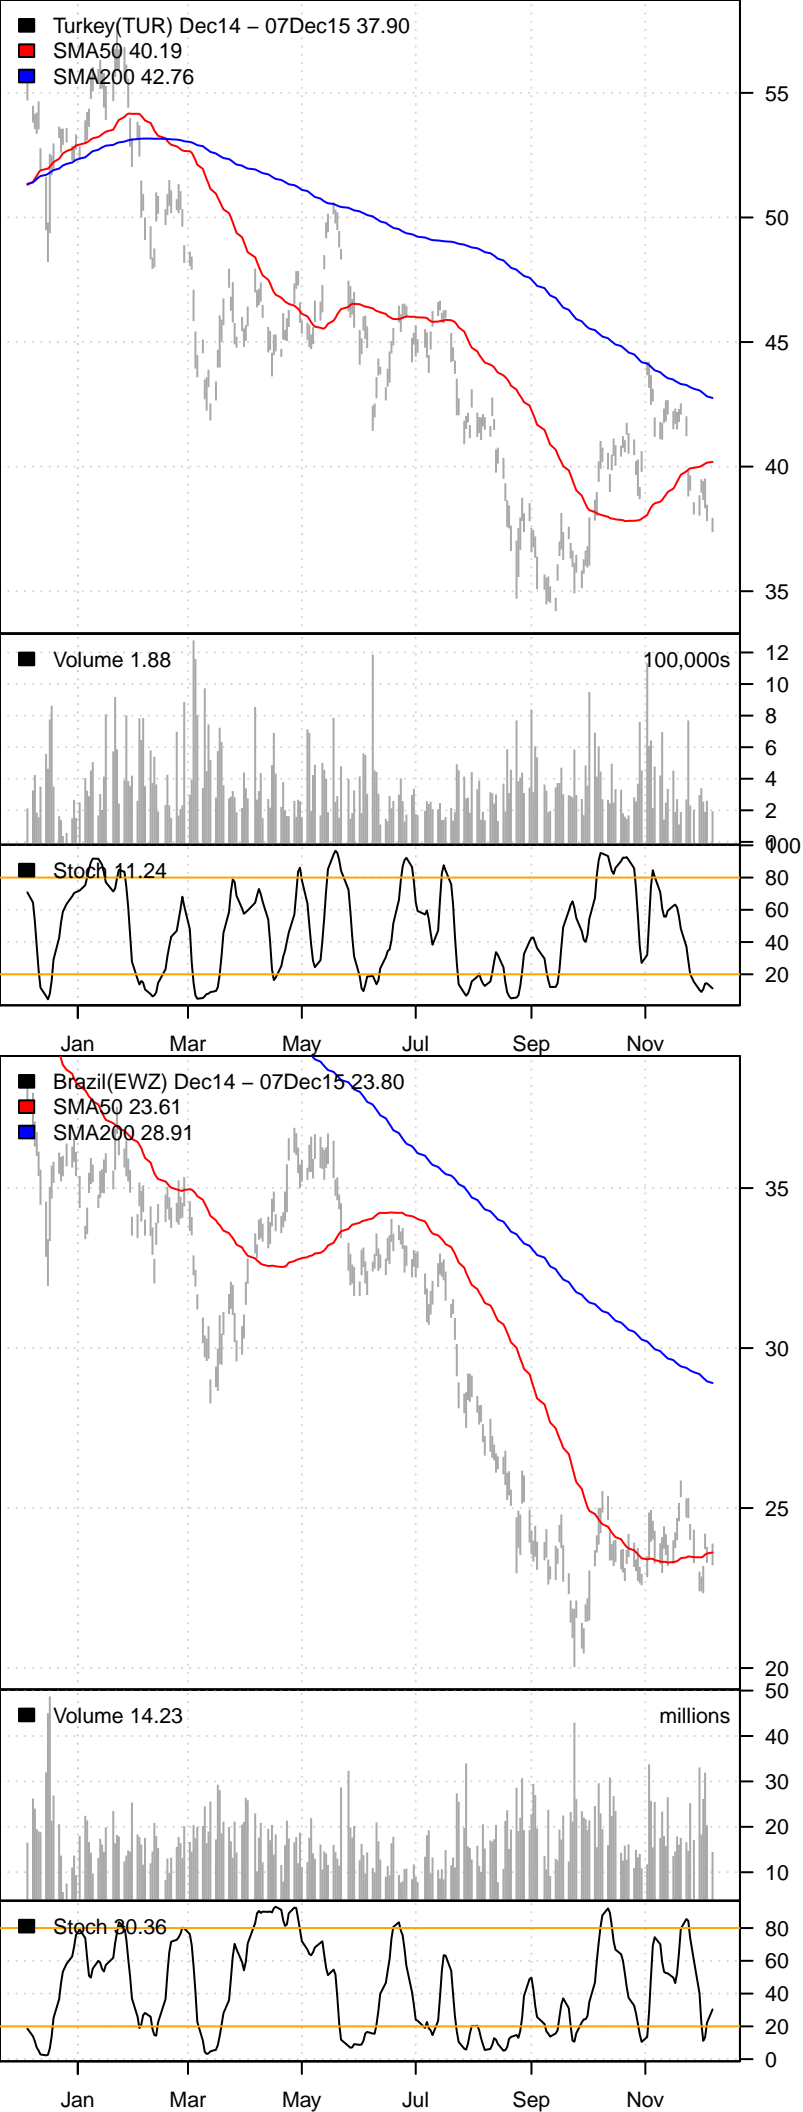 Turkey(TUR) Dec14 – 07Dec15 37.90
SMA50 40.19
SMA200 42.76
55
50
45
40
35
Volume 1.88
100,000s
12
10
8
6
4
2
0
100
Stoch 11.24
80
60
40
20
Jan Mar May Jul Sep Nov
Brazil(EWZ) Dec14 – 07Dec15 23.80
SMA50 23.61
SMA200 28.91
35
30
25
20
50
Volume 14.23
millions
40
30
20
10
Stoch 30.36
80
60
40
20
0
Jan Mar May Jul Sep Nov